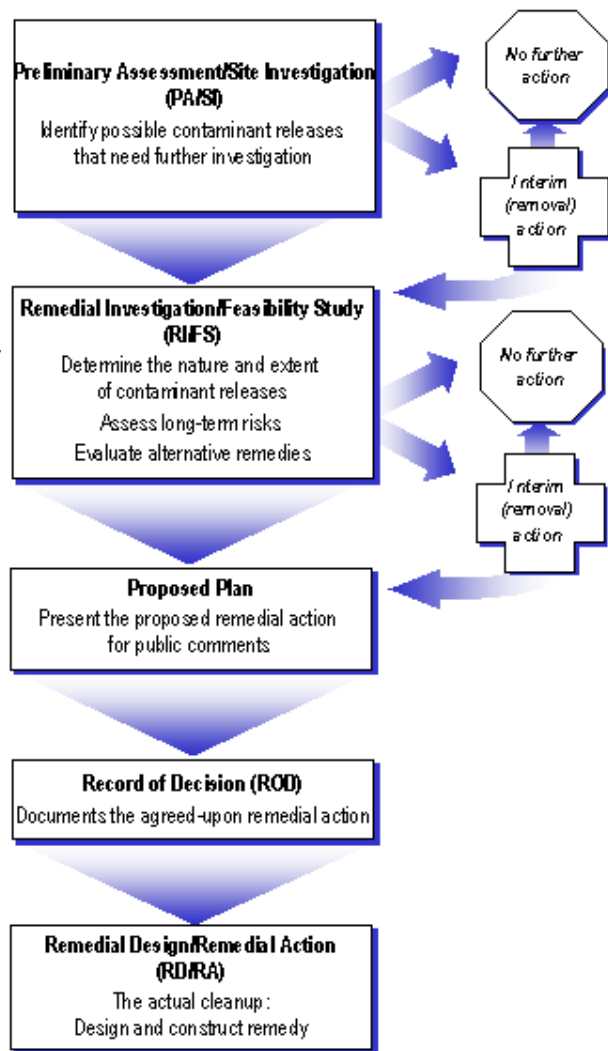 Preliminary Assessment/Site Investigation
(PA/SI)
Identify possible contaminant releases
that need further investigation
No further
action
Interim
(removal)
action
Remedial Investigation/Feasibility Study
(RI/FS)
Determine the nature and extent
of contaminant releases
Assess long-term risks
Evaluate alternative remedies
No further
action
Interim
(removal)
action
Proposed Plan
Present the proposed remedial action
for public comments
Record of Decision (ROD)
Documents the agreed-upon remedial action
Remedial Design/Remedial Action
(RD/RA)
The actual cleanup:
Design and construct remedy